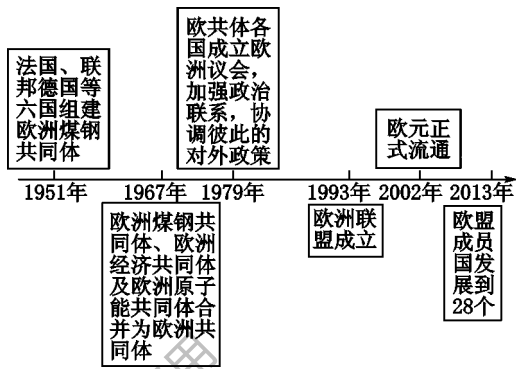 法国、联
邦德国等
六国组建
欧洲煤钢
共同体
欧共体各
国成立欧
洲议会，
加强政治
联系，协
调彼此的
对外政策
欧元正
式流通
1951年
1967年
1979年
1993年
2002年
2013年
欧洲煤钢共
同体、欧洲
经济共同体
及欧洲原子
能共同体合
并为欧洲共
同体
欧洲联
盟成立
欧盟
成员
国发
展到
28个